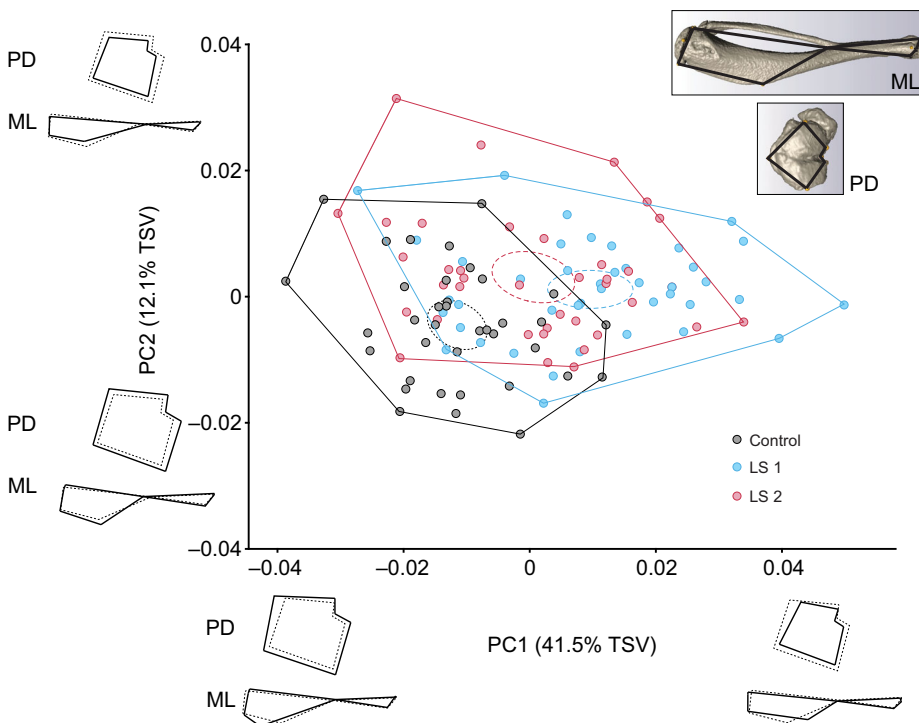 PD
ML
0.04
0.02
0
−0.02
−0.04
PC2 (12.1% TSV)
PD
ML
ML
PD
Control
LS 1
LS 2
−0.04
−0.02
0
0.02
0.04
PC1 (41.5% TSV)
PD
ML
PD
ML